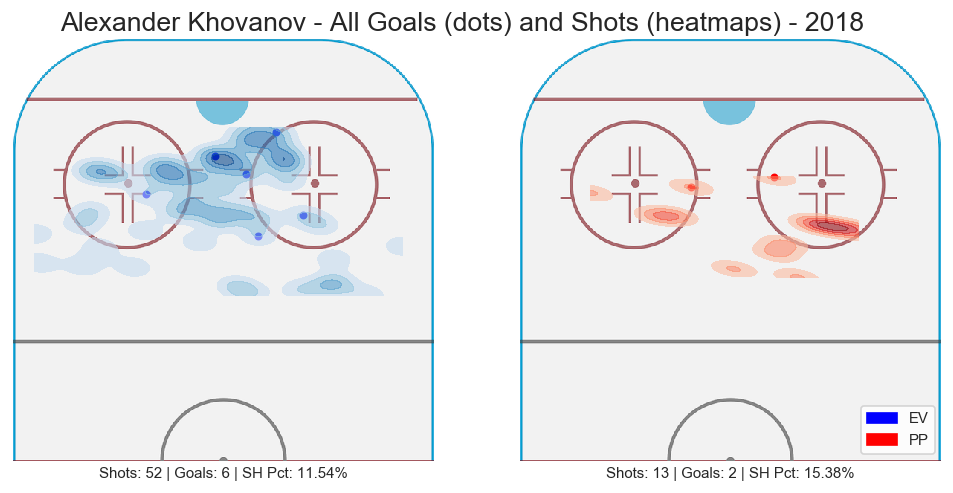 Alexander Khovanov - All Goals (dots) and Shots (heatmaps) - 2018
EV
PP
Shots: 52 | Goals: 6 | SH Pct: 11.54%
Shots: 13 | Goals: 2 | SH Pct: 15.38%